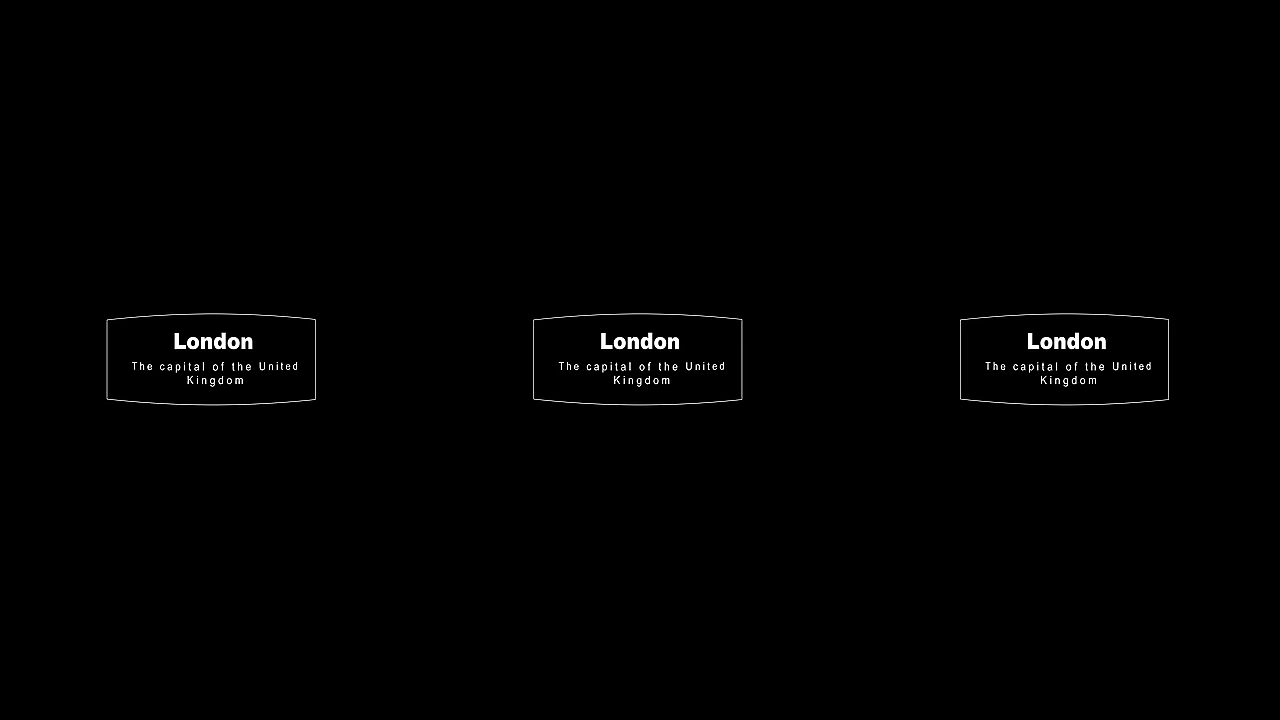 London
The capital of the United
Kingdom
London
The capital of the United
Kingdom
London
The capital of the United
Kingdom